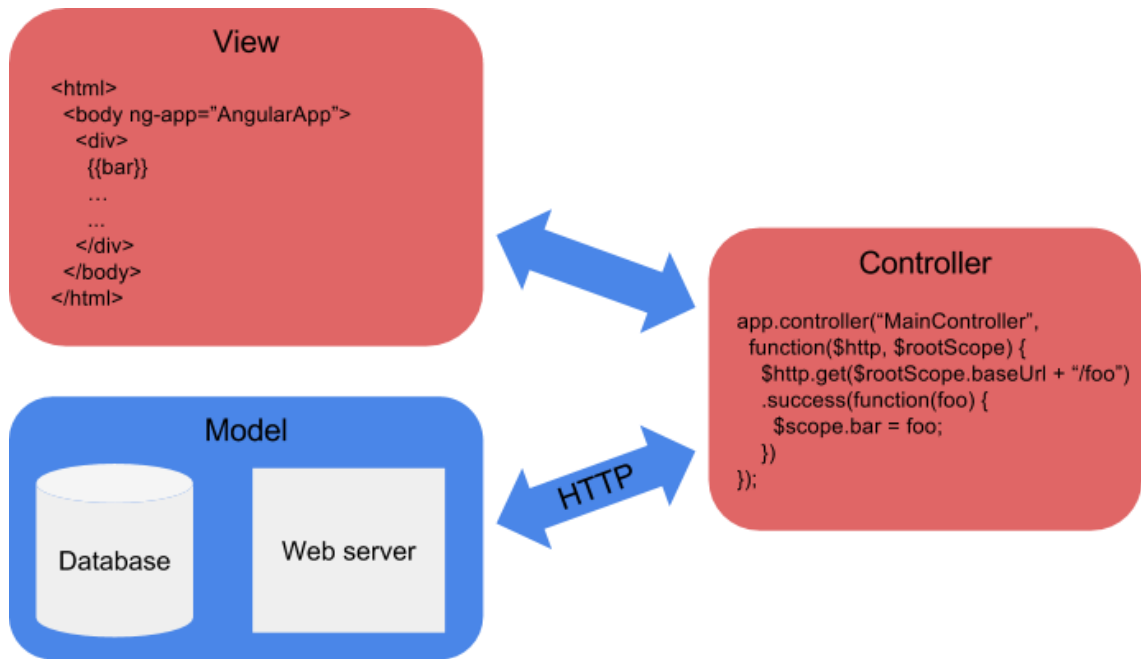 View
<html>
<body ng-app=”AngularApp”>
<div>
{{bar}}
…
...
</div>
</body>
</html>
Controller
app.controller(“MainController”,
function($http, $rootScope) {
$http.get($rootScope.baseUrl + “/foo”)
.success(function(foo) {
$scope.bar = foo;
})
});
Model
Database
Web server
HTTP